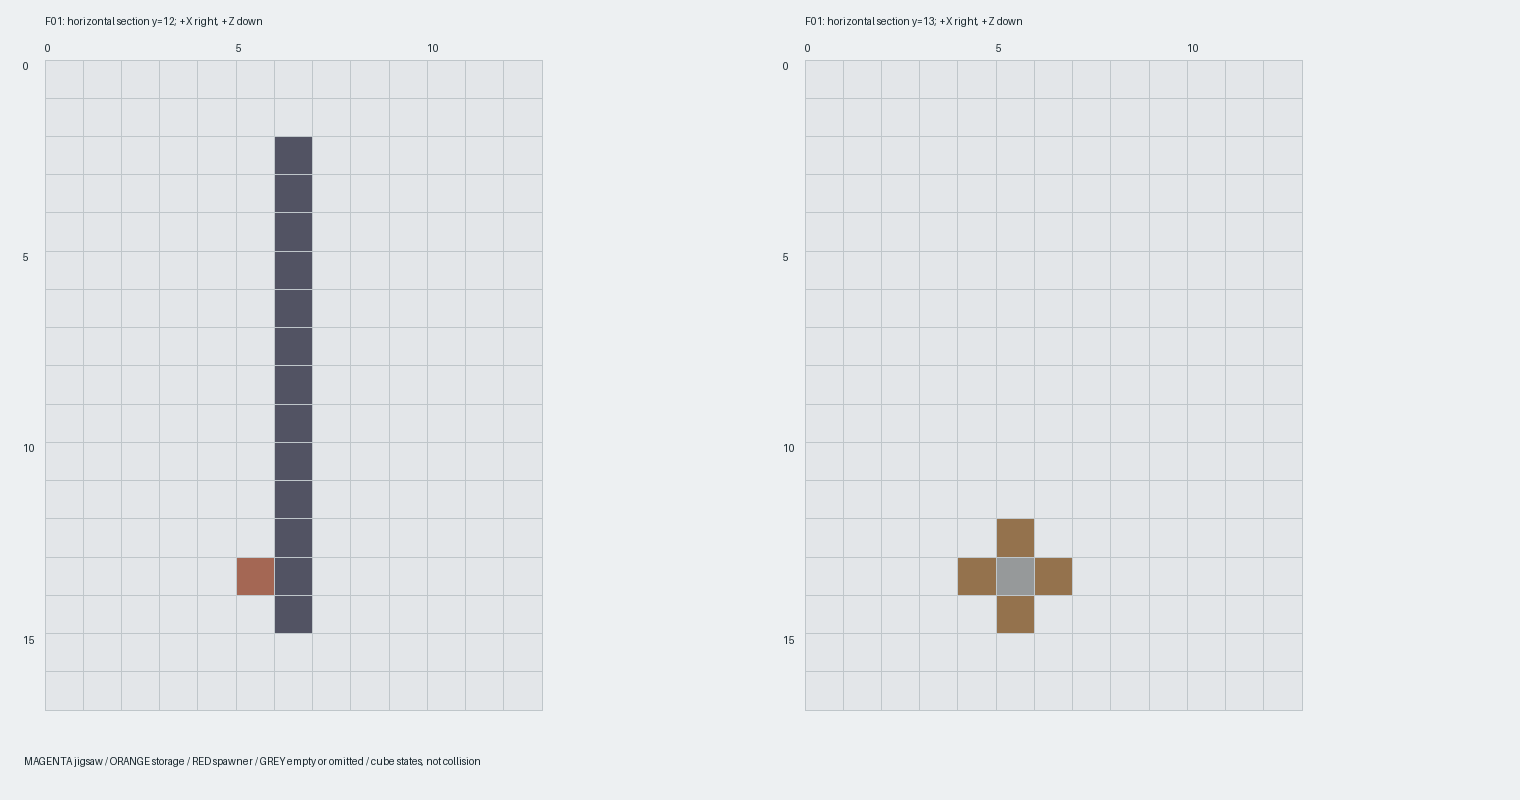 F01: horizontal section y=12; +X right, +Z down
0 5 10
0
5
10
15
F01: horizontal section y=13; +X right, +Z down
0 5 10
0
5
10
15
MAGENTA jigsaw / ORANGE storage / RED spawner / GREY empty or omitted / cube states, not collision